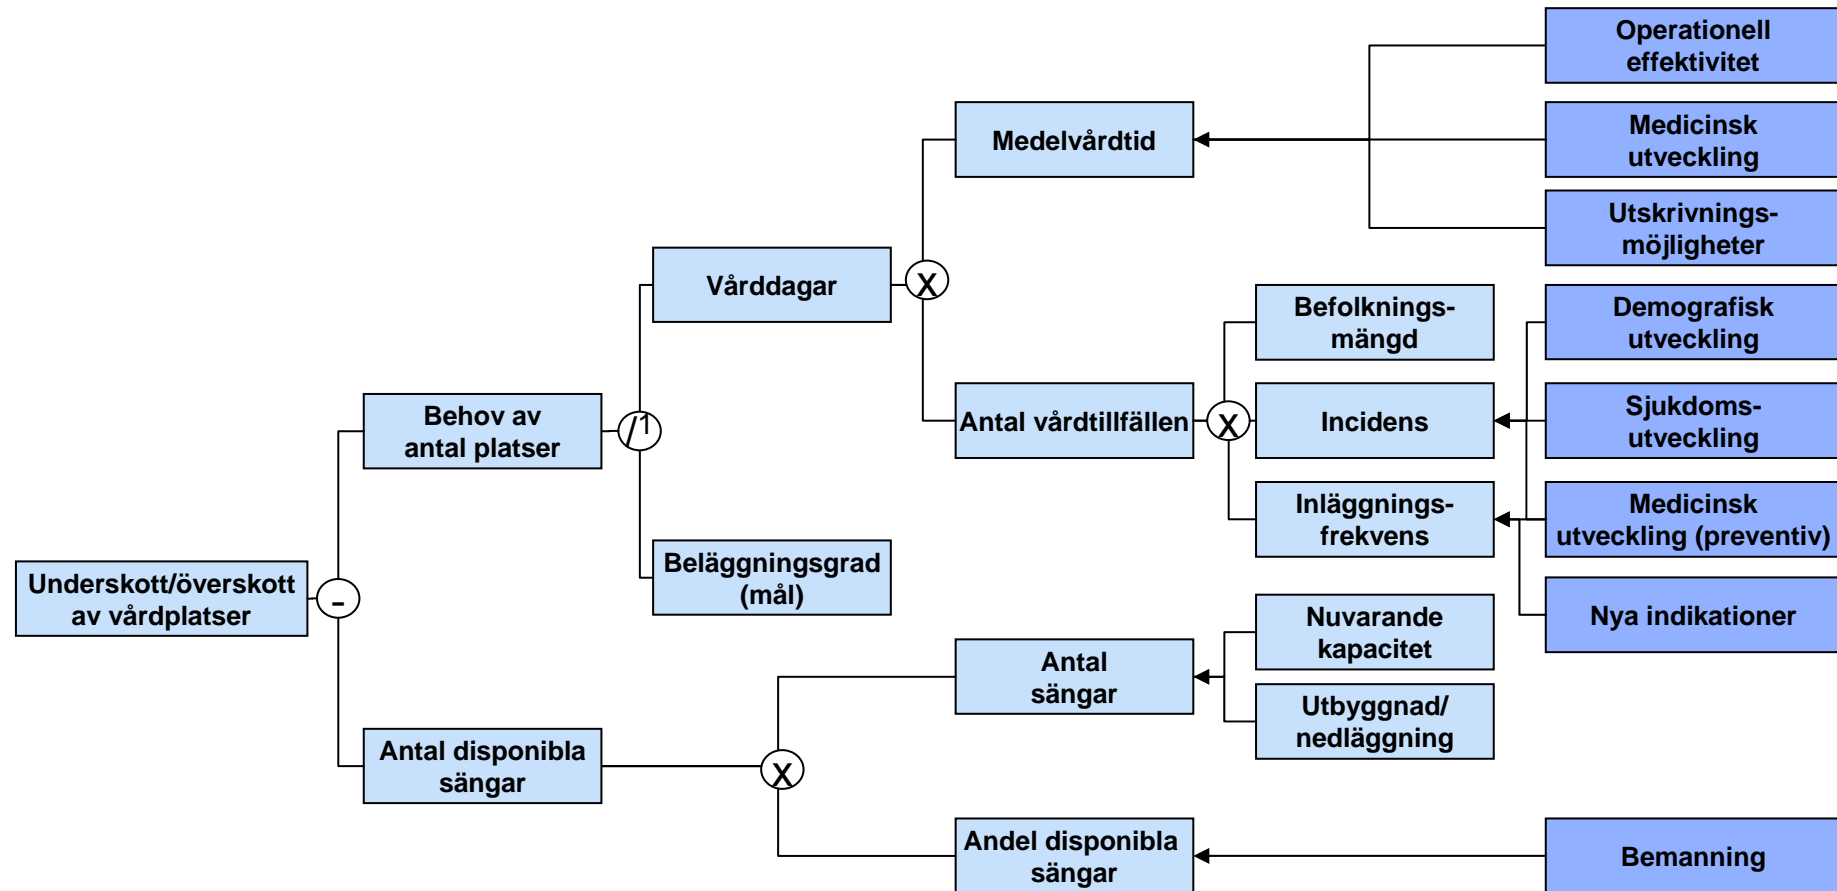 Operationell
effektivitet
Medicinsk
utveckling
Utskrivnings-
möjligheter
Medelvårdtid
Vårddagar
X
Befolknings-
mängd
Demografisk
utveckling
Behov av
antal platser
/1
Antal vårdtillfällen
X
Incidens
Sjukdoms-
utveckling
Inläggnings-
frekvens
Medicinsk
utveckling (preventiv)
Beläggningsgrad
(mål)
Underskott/överskott
av vårdplatser
-
Nya indikationer
Nuvarande
kapacitet
Antal
sängar
Utbyggnad/
nedläggning
Antal disponibla
sängar
X
Andel disponibla
sängar
Bemanning